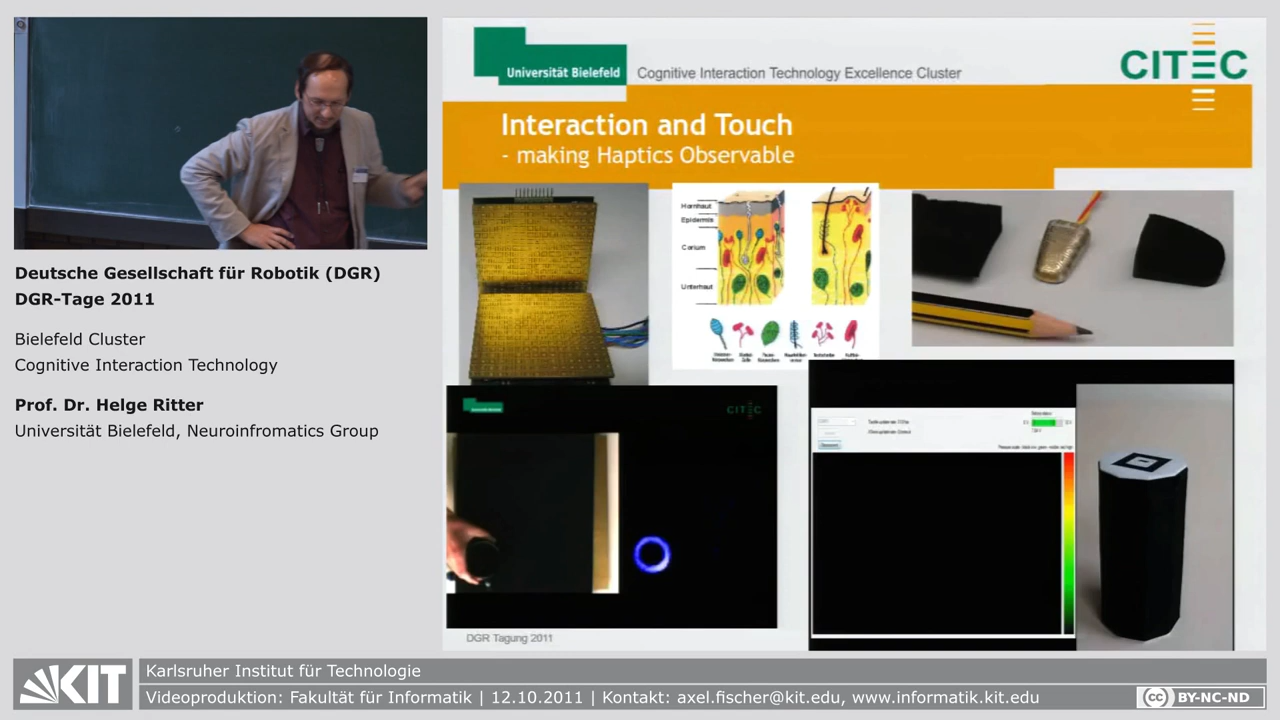 Universität Bielefeld
Cognitive Interaction Technology Excellence Cluster
CITEC
Interaction and Touch
- making Haptics Observable
Hornhaut
Epidermis
Corium
Unterhaut
CITEC
DGR Tagung 2011
Deutsche Gesellschaft für Robotik (DGR)
DGR-Tage 2011
Bielefeld Cluster
Cognitive Interaction Technology
Prof. Dr. Helge Ritter
Universität Bielefeld, Neuroinfromatics Group
KIT
Karlsruher Institut für Technologie
Videoproduktion: Fakultät für Informatik | 12.10.2011 | Kontakt: axel.fischer@kit.edu, www.informatik.kit.edu
cc BY-NC-ND